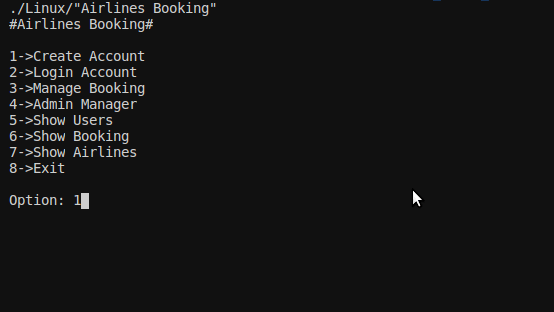 ./Linux/"Airlines Booking"
#Airlines Booking#
1->Create Account
2->Login Account
3->Manage Booking
4->Admin Manager
5->Show Users
6->Show Booking
7->Show Airlines
8->Exit
Option: 1